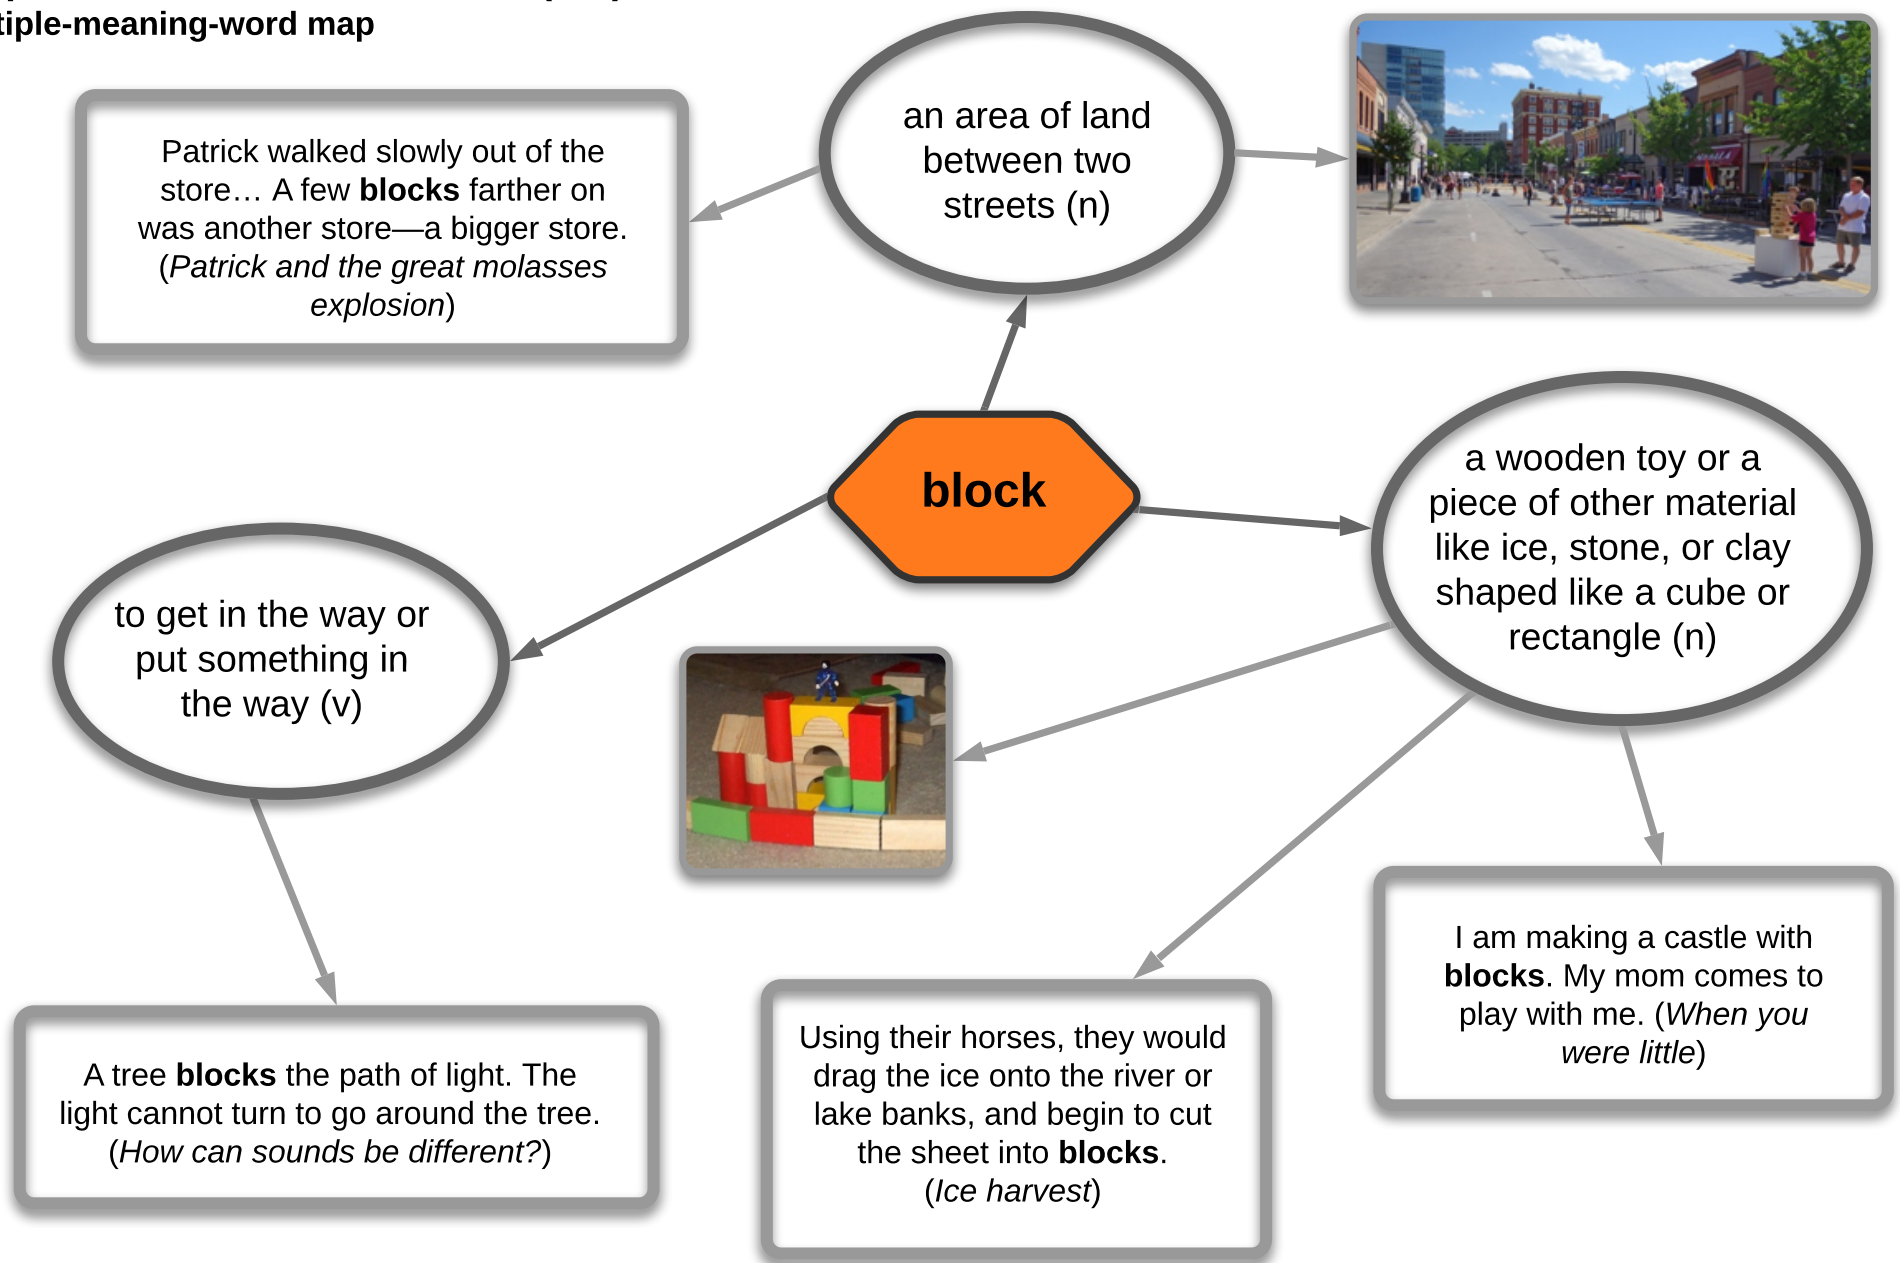 tiple-meaning-word map
an area of land
between two
streets (n)
Patrick walked slowly out of the
store… A few blocks farther on
was another store—a bigger store.
(Patrick and the great molasses
explosion)
block
a wooden toy or a
piece of other material
like ice, stone, or clay
shaped like a cube or
rectangle (n)
to get in the way or
put something in
the way (v)
I am making a castle with
blocks. My mom comes to
play with me. (When you
were little)
Using their horses, they would
drag the ice onto the river or
lake banks, and begin to cut
the sheet into blocks.
(Ice harvest)
A tree blocks the path of light. The
light cannot turn to go around the tree.
(How can sounds be different?)